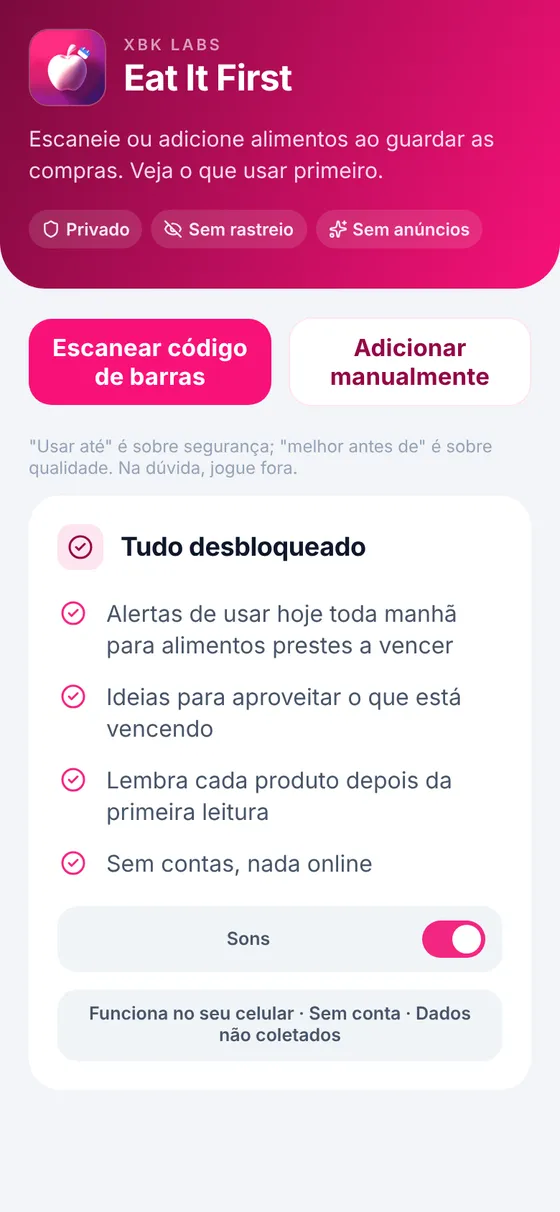 XBK LABS
Eat It First
Escaneie ou adicione alimentos ao guardar as
compras. Veja o que usar primeiro.
Privado
Sem rastreio
Sem anúncios
Escanear código
de barras
Adicionar
manualmente
"Usar até" é sobre segurança; "melhor antes de" é sobre
qualidade. Na dúvida, jogue fora.
Tudo desbloqueado
Alertas de usar hoje toda manhã
para alimentos prestes a vencer
Ideias para aproveitar o que está
vencendo
Lembra cada produto depois da
primeira leitura
Sem contas, nada online
Sons
Funciona no seu celular · Sem conta · Dados
não coletados